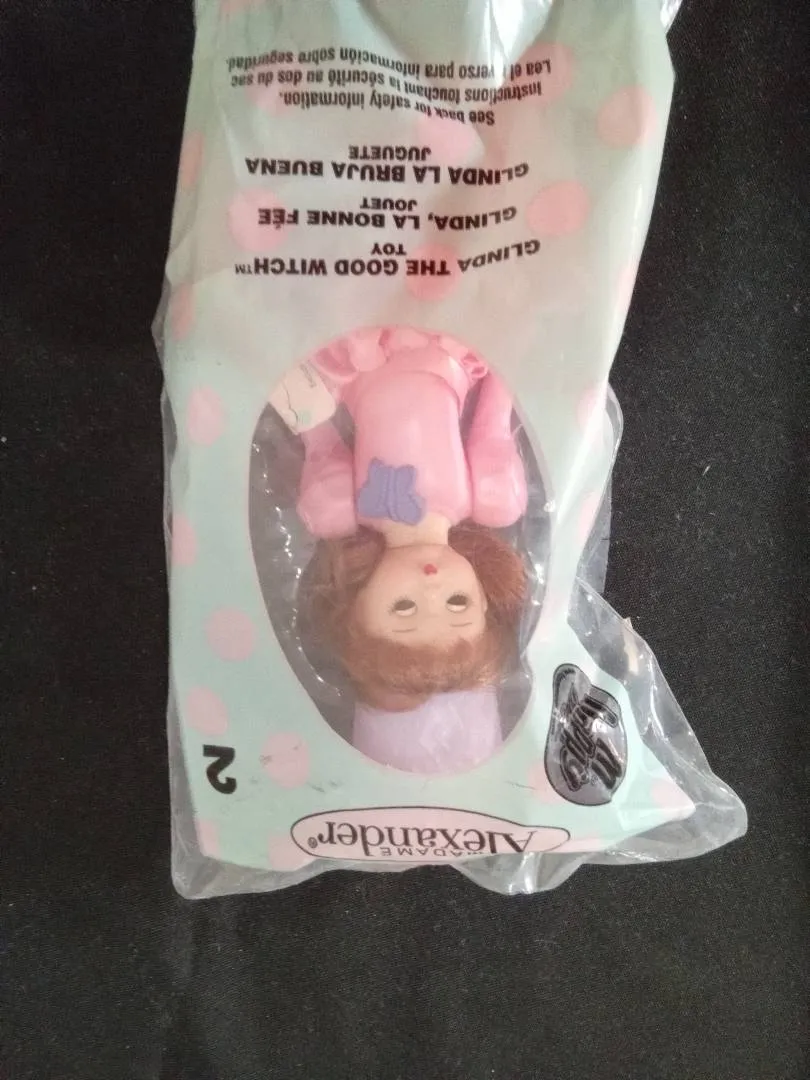 MADAME
Alexander®
2
GLINDA THE GOOD WITCH™
TOY
GLINDA, LA BONNE FÉE
JOUET
GLINDA LA BRUJA BUENA
JUGUETE
See back for safety information.
Instructions touchant la sécurité au dos du sac
Lea el verso para información sobre seguridad.